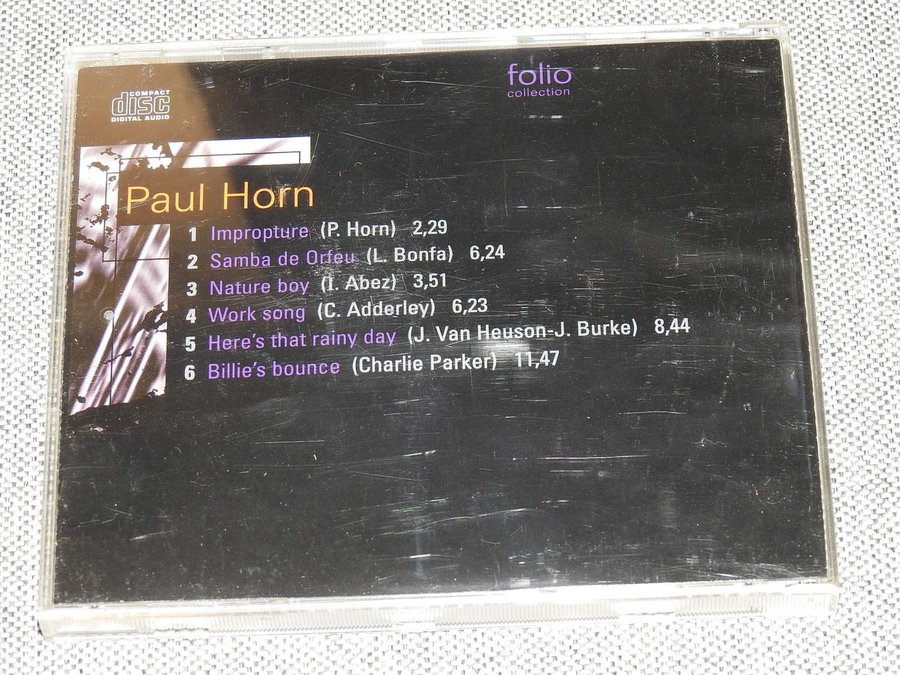 COMPACT
disc
DIGITAL AUDIO
folio
collection
Paul Horn
1 Impropture (P. Horn) 2,29
2 Samba de Orfeu (L. Bonfa) 6,24
3 Nature boy (I. Abez) 3,51
4 Work song (C. Adderley) 6,23
5 Here's that rainy day (J. Van Heuson-J. Burke) 8,44
6 Billie's bounce (Charlie Parker) 11,47